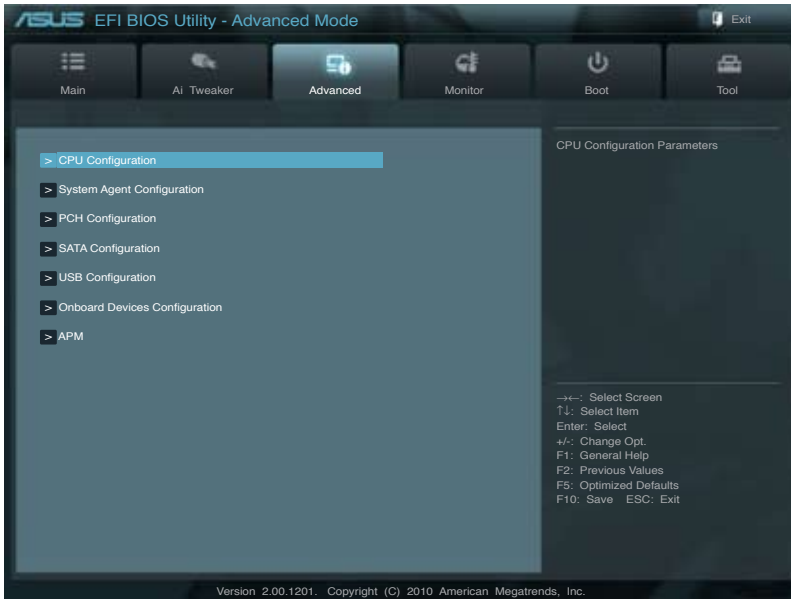 ASUS EFI BIOS Utility - Advanced Mode
Exit
Main
Ai Tweaker
Advanced
Monitor
Boot
Tool
> CPU Configuration
> System Agent Configuration
> PCH Configuration
> SATA Configuration
> USB Configuration
> Onboard Devices Configuration
> APM
CPU Configuration Parameters
→←: Select Screen
↑↓: Select Item
Enter: Select
+/-: Change Opt.
F1: General Help
F2: Previous Values
F5: Optimized Defaults
F10: Save ESC: Exit
Version 2.00.1201. Copyright (C) 2010 American Megatrends, Inc.